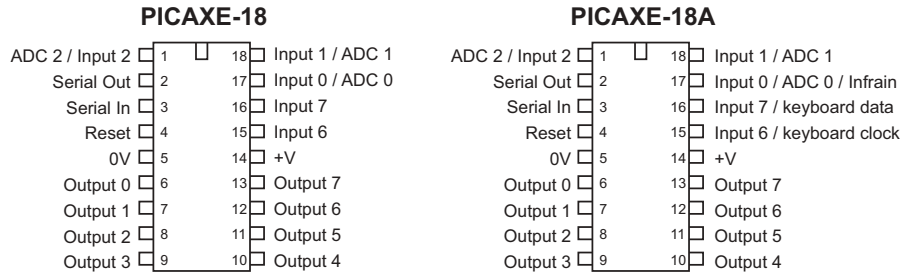 PICAXE-18 PICAXE-18A
ADC 2 / Input 2 1 18 Input 1 / ADC 1 ADC 2 / Input 2 1 18 Input 1 / ADC 1
Serial Out 2 17 Input 0 / ADC 0 Serial Out 2 17 Input 0 / ADC 0 / Infrain
Serial In 3 16 Input 7 Serial In 3 16 Input 7 / keyboard data
Reset 4 15 Input 6 Reset 4 15 Input 6 / keyboard clock
0V 5 14 +V 0V 5 14 +V
Output 0 6 13 Output 7 Output 0 6 13 Output 7
Output 1 7 12 Output 6 Output 1 7 12 Output 6
Output 2 8 11 Output 5 Output 2 8 11 Output 5
Output 3 9 10 Output 4 Output 3 9 10 Output 4